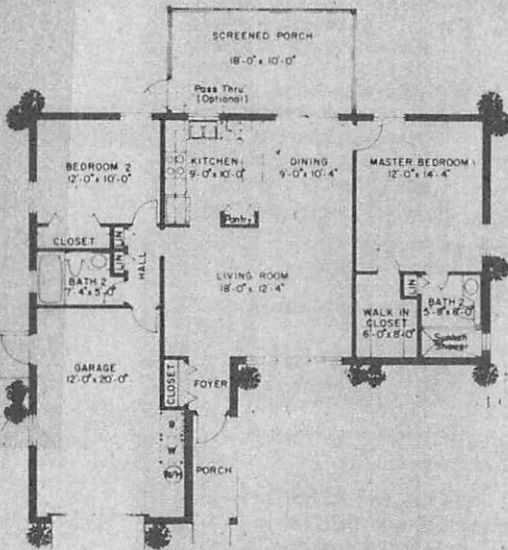 SCREENED PORCH
18'-0" x 10'-0"
Pass Thru
(Optional)
BEDROOM 2
12'-0" x 10'-0"
KITCHEN
9'-0" x 10'-0"
DINING
9'-0" x 10'-4"
MASTER BEDROOM
12'-0" x 14'-4"
Pantry
CLOSET
LIN
LIN
HALL
BATH 2
7'-4" x 5'-0"
LIVING ROOM
18'-0" x 12'-4"
LIN
BATH 2
5'-8" x 8'-0"
WALK IN
CLOSET
6'-0" x 8'-0"
Sunken
Shower
GARAGE
12'-0" x 20'-0"
CLOSET
FOYER
W
W/H
PORCH